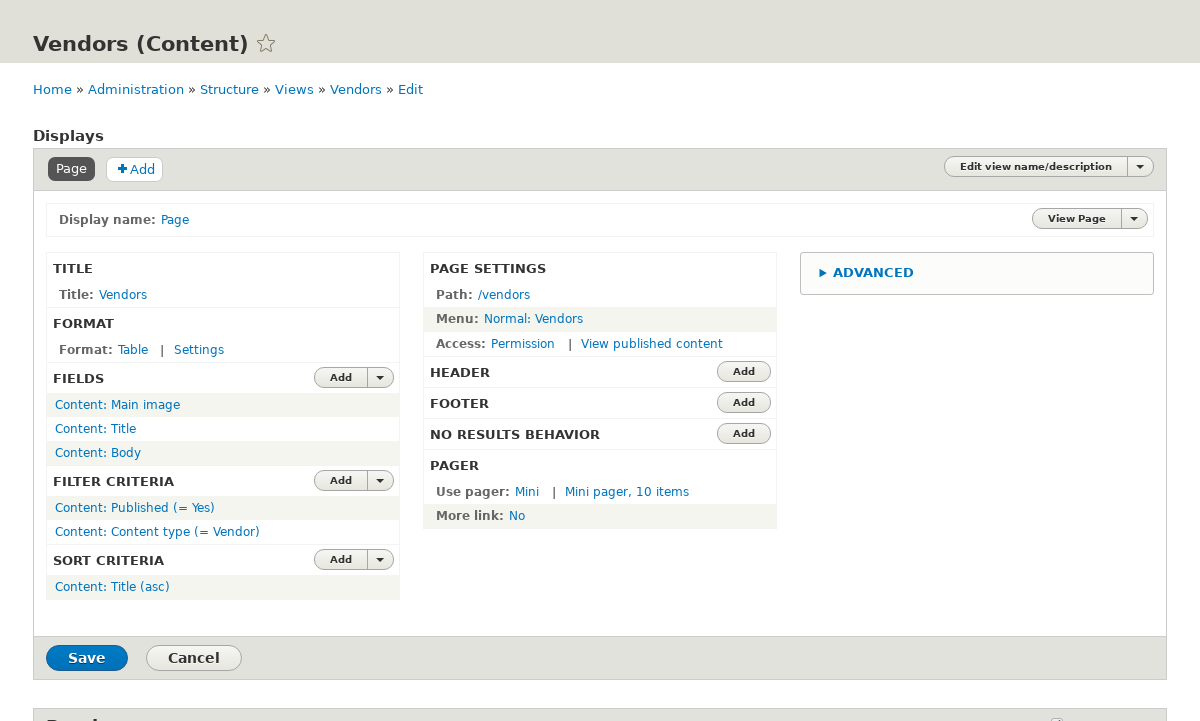 Vendors (Content)
Home » Administration » Structure » Views » Vendors » Edit
Displays
Page
Add
Edit view name/description
Display name: Page
View Page
TITLE
Title: Vendors
FORMAT
Format: Table | Settings
FIELDS
Add
Content: Main image
Content: Title
Content: Body
FILTER CRITERIA
Add
Content: Published (= Yes)
Content: Content type (= Vendor)
SORT CRITERIA
Add
Content: Title (asc)
PAGE SETTINGS
Path: /vendors
Menu: Normal: Vendors
Access: Permission | View published content
HEADER
Add
FOOTER
Add
NO RESULTS BEHAVIOR
Add
PAGER
Use pager: Mini | Mini pager, 10 items
More link: No
ADVANCED
Save
Cancel